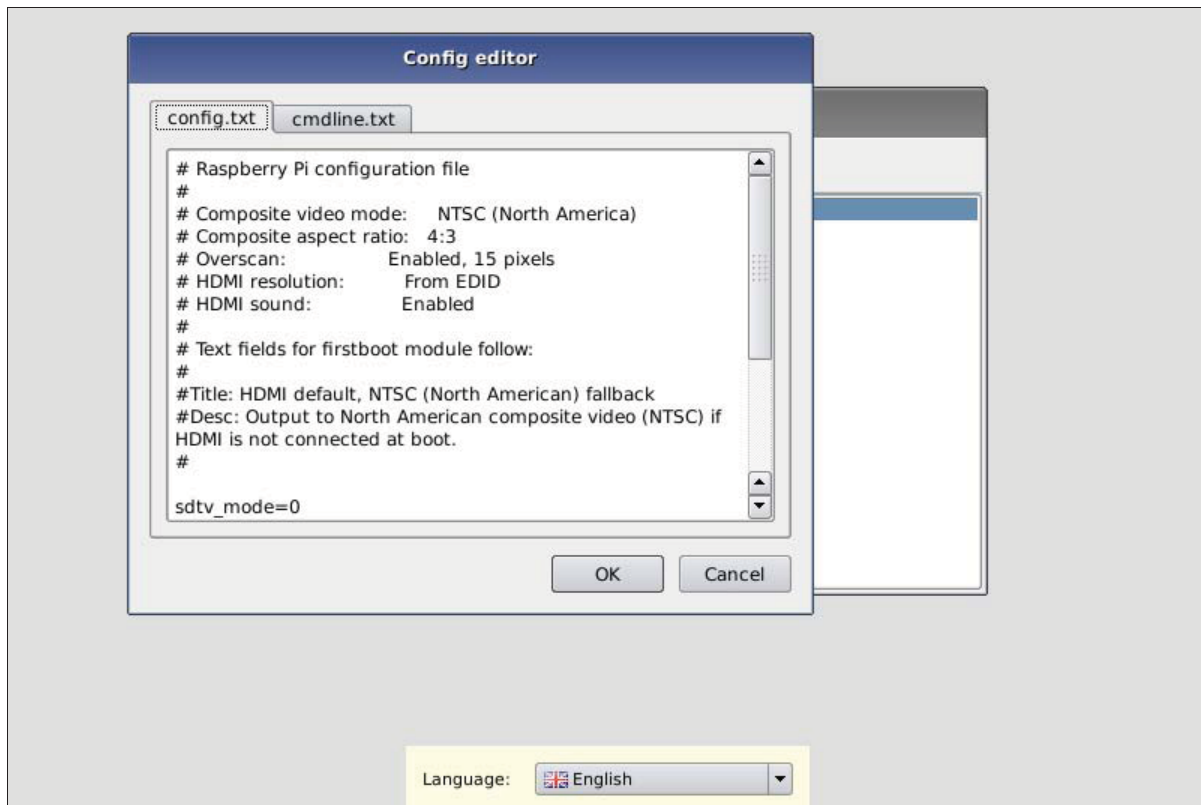 Config editor
config.txt
cmdline.txt
# Raspberry Pi configuration file
#
# Composite video mode:      NTSC (North America)
# Composite aspect ratio:   4:3
# Overscan:                    Enabled, 15 pixels
# HDMI resolution:            From EDID
# HDMI sound:                  Enabled
#
# Text fields for firstboot module follow:
#
#Title: HDMI default, NTSC (North American) fallback
#Desc: Output to North American composite video (NTSC) if
HDMI is not connected at boot.
#
sdtv_mode=0
OK
Cancel
Language:
English